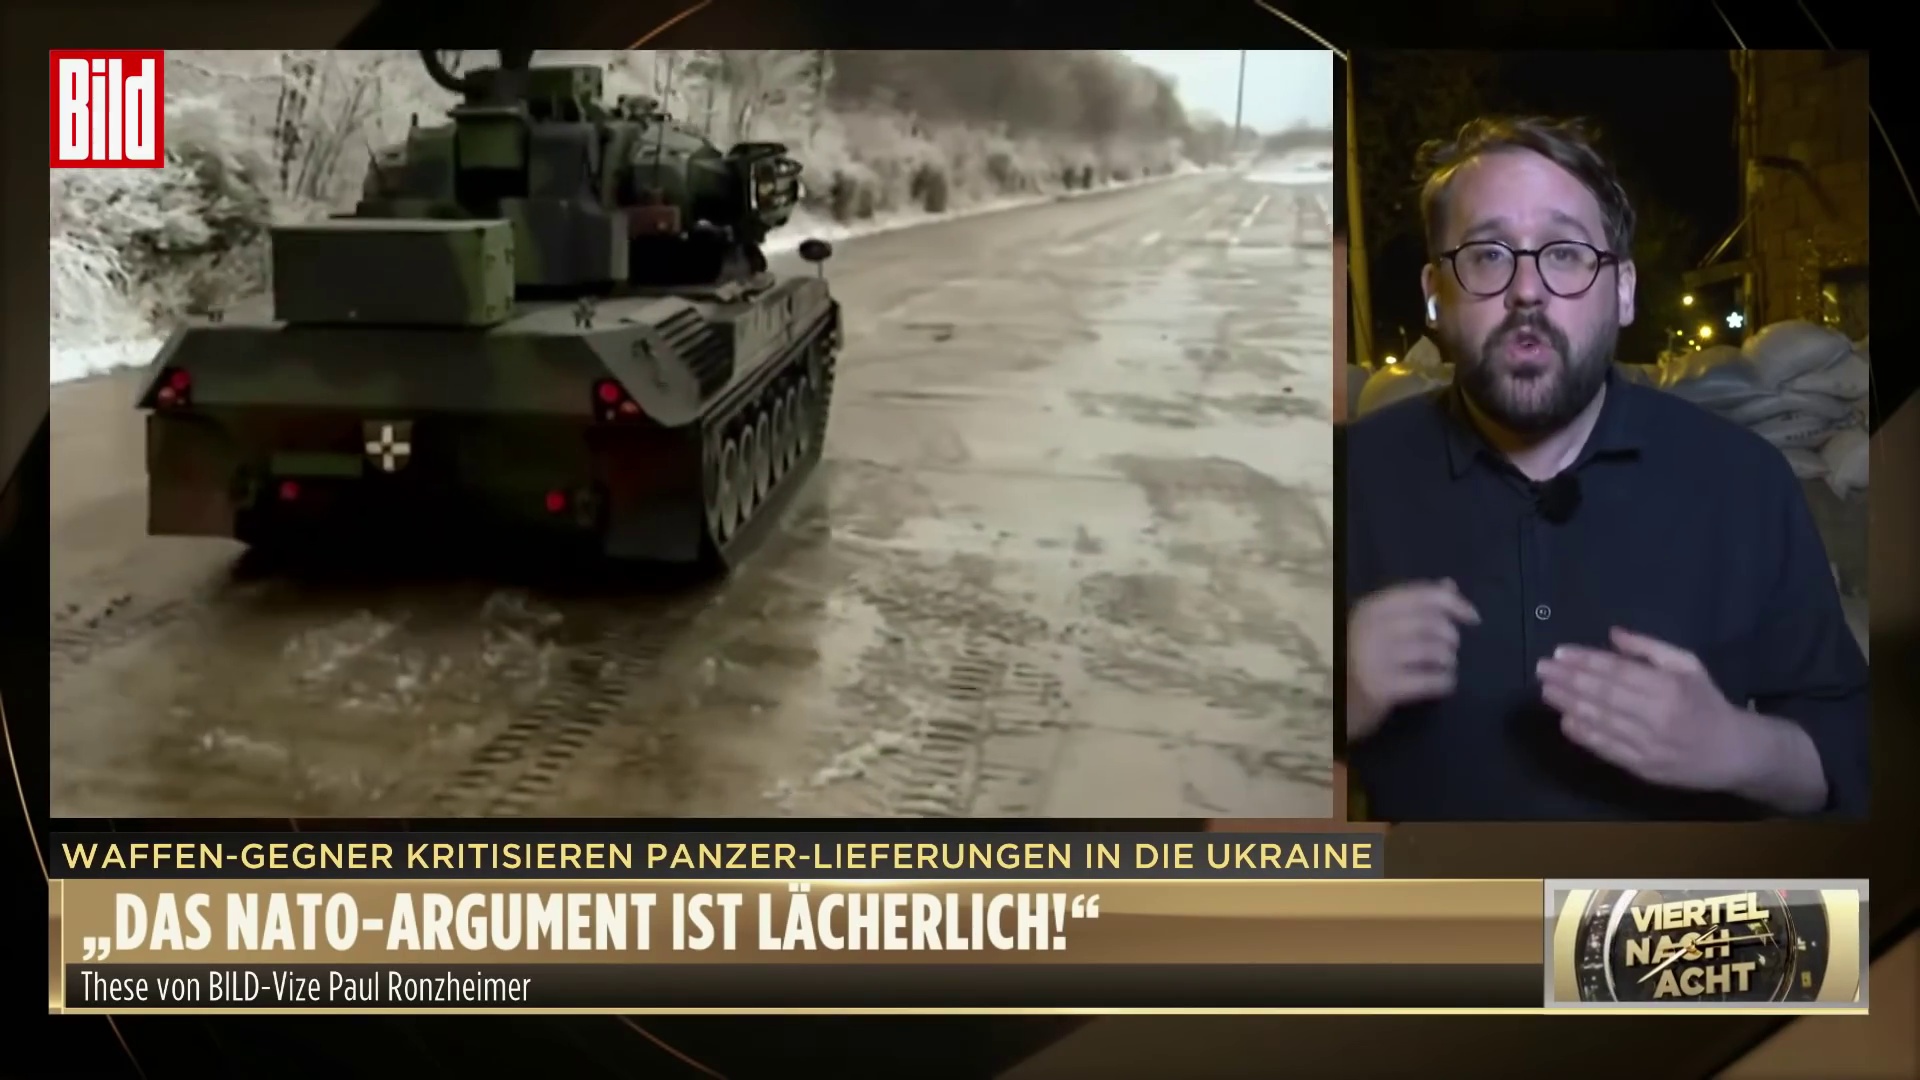 Bild
WAFFEN-GEGNER KRITISIEREN PANZER-LIEFERUNGEN IN DIE UKRAINE
„DAS NATO-ARGUMENT IST LÄCHERLICH!“
These von BILD-Vize Paul Ronzheimer
VIERTEL
NACH
ACHT